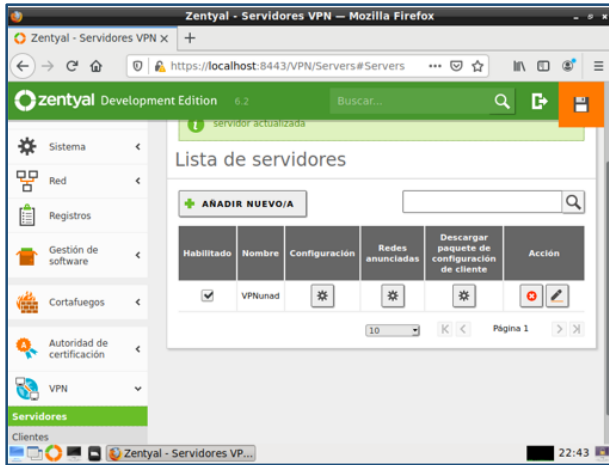 Zentyal - Servidores VPN — Mozilla Firefox
Zentyal - Servidores VPN
https://localhost:8443/VPN/Servers#Servers
zentyal Development Edition 6.2
Buscar...
servidor actualizada
Sistema
Red
Registros
Gestión de
software
Cortafuegos
Autoridad de
certificación
VPN
Servidores
Clientes
Lista de servidores
AÑADIR NUEVO/A
Habilitado
Nombre
Configuración
Redes
anunciadas
Descargar
paquete de
configuración
de cliente
Acción
VPNunad
10
Página 1
Zentyal - Servidores VP...
22:43